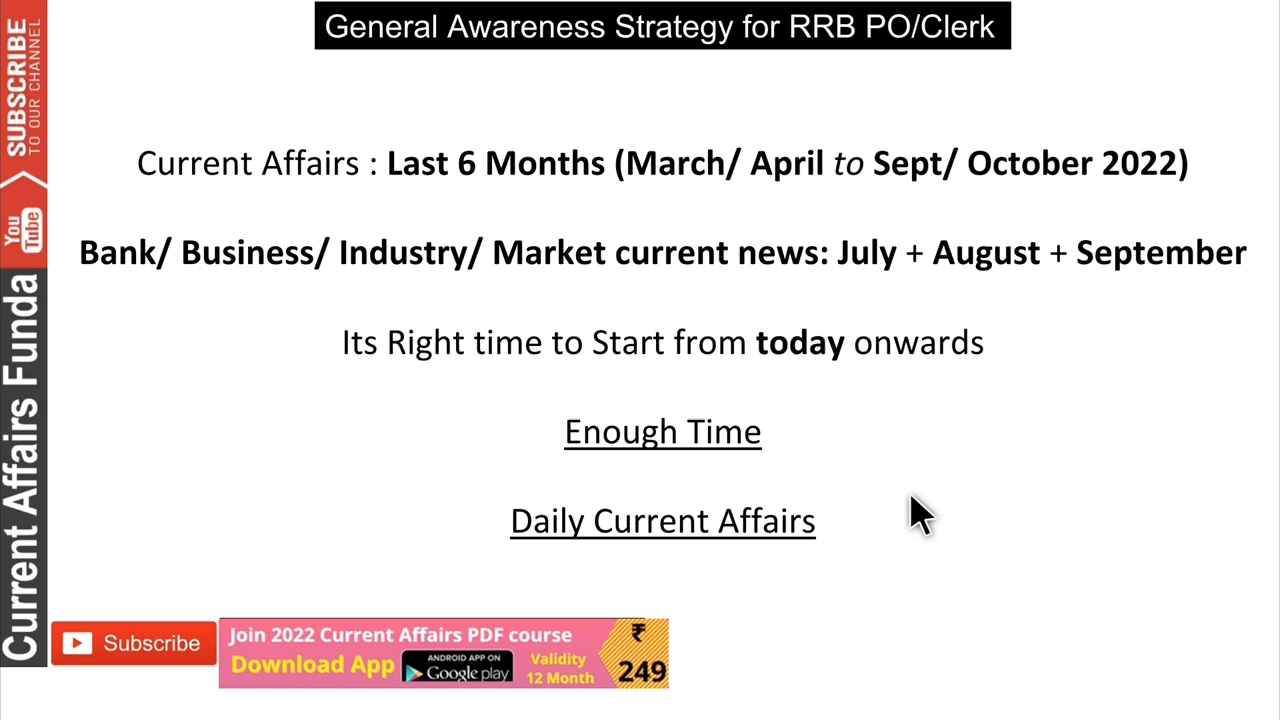 General Awareness Strategy for RRB PO/Clerk
SUBSCRIBE
TO OUR CHANNEL
You
Tube
Current Affairs Funda
Current Affairs : Last 6 Months (March/ April to Sept/ October 2022)
Bank/ Business/ Industry/ Market current news: July + August + September
Its Right time to Start from today onwards
Enough Time
Daily Current Affairs
Subscribe
Join 2022 Current Affairs PDF course
Download App
ANDROID APP ON
Google play
Validity
12 Month
₹
249